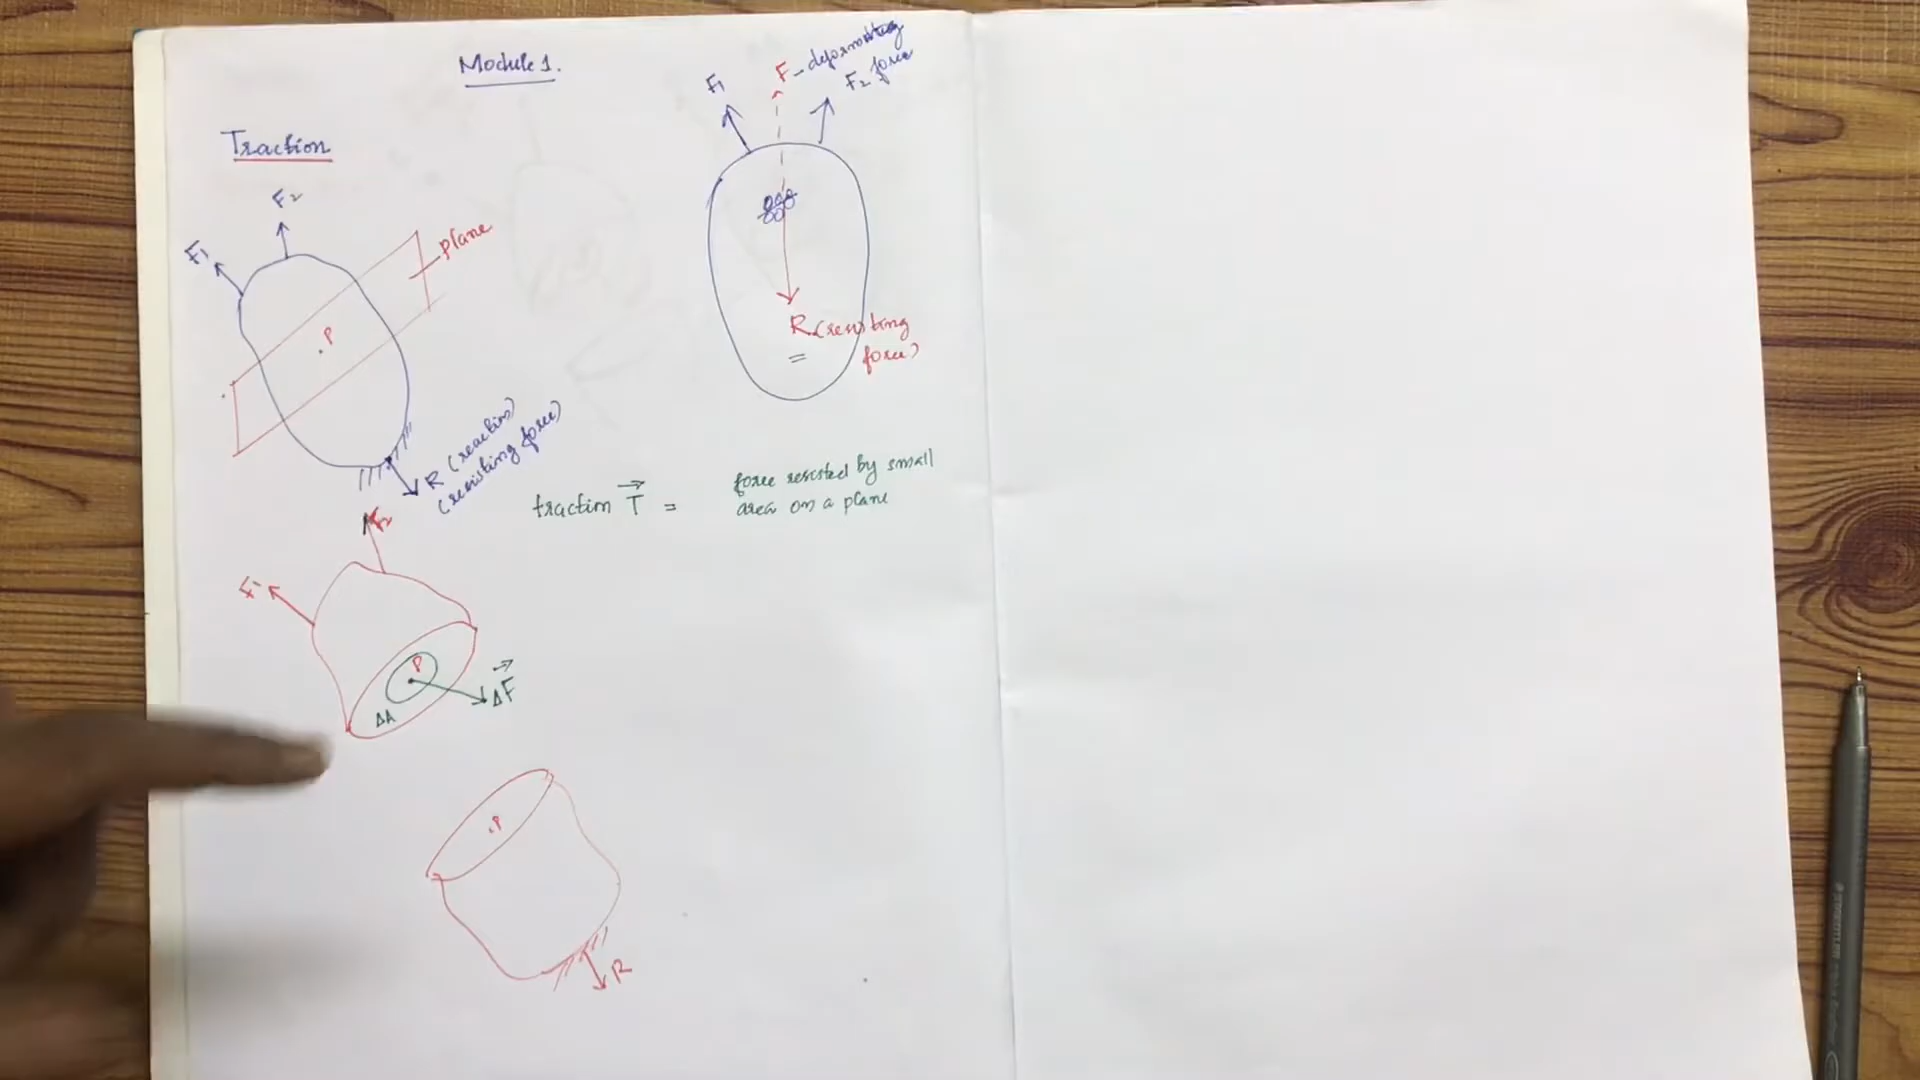 Module 1.
Traction
F1
F - deforming
F2 force
F2
F1
plane
P
R (resisting
force)
R (reaction)
(resisting force)
traction T =
force resisted by small
area on a plane
F2
F1
P
ΔA
ΔF
P
R